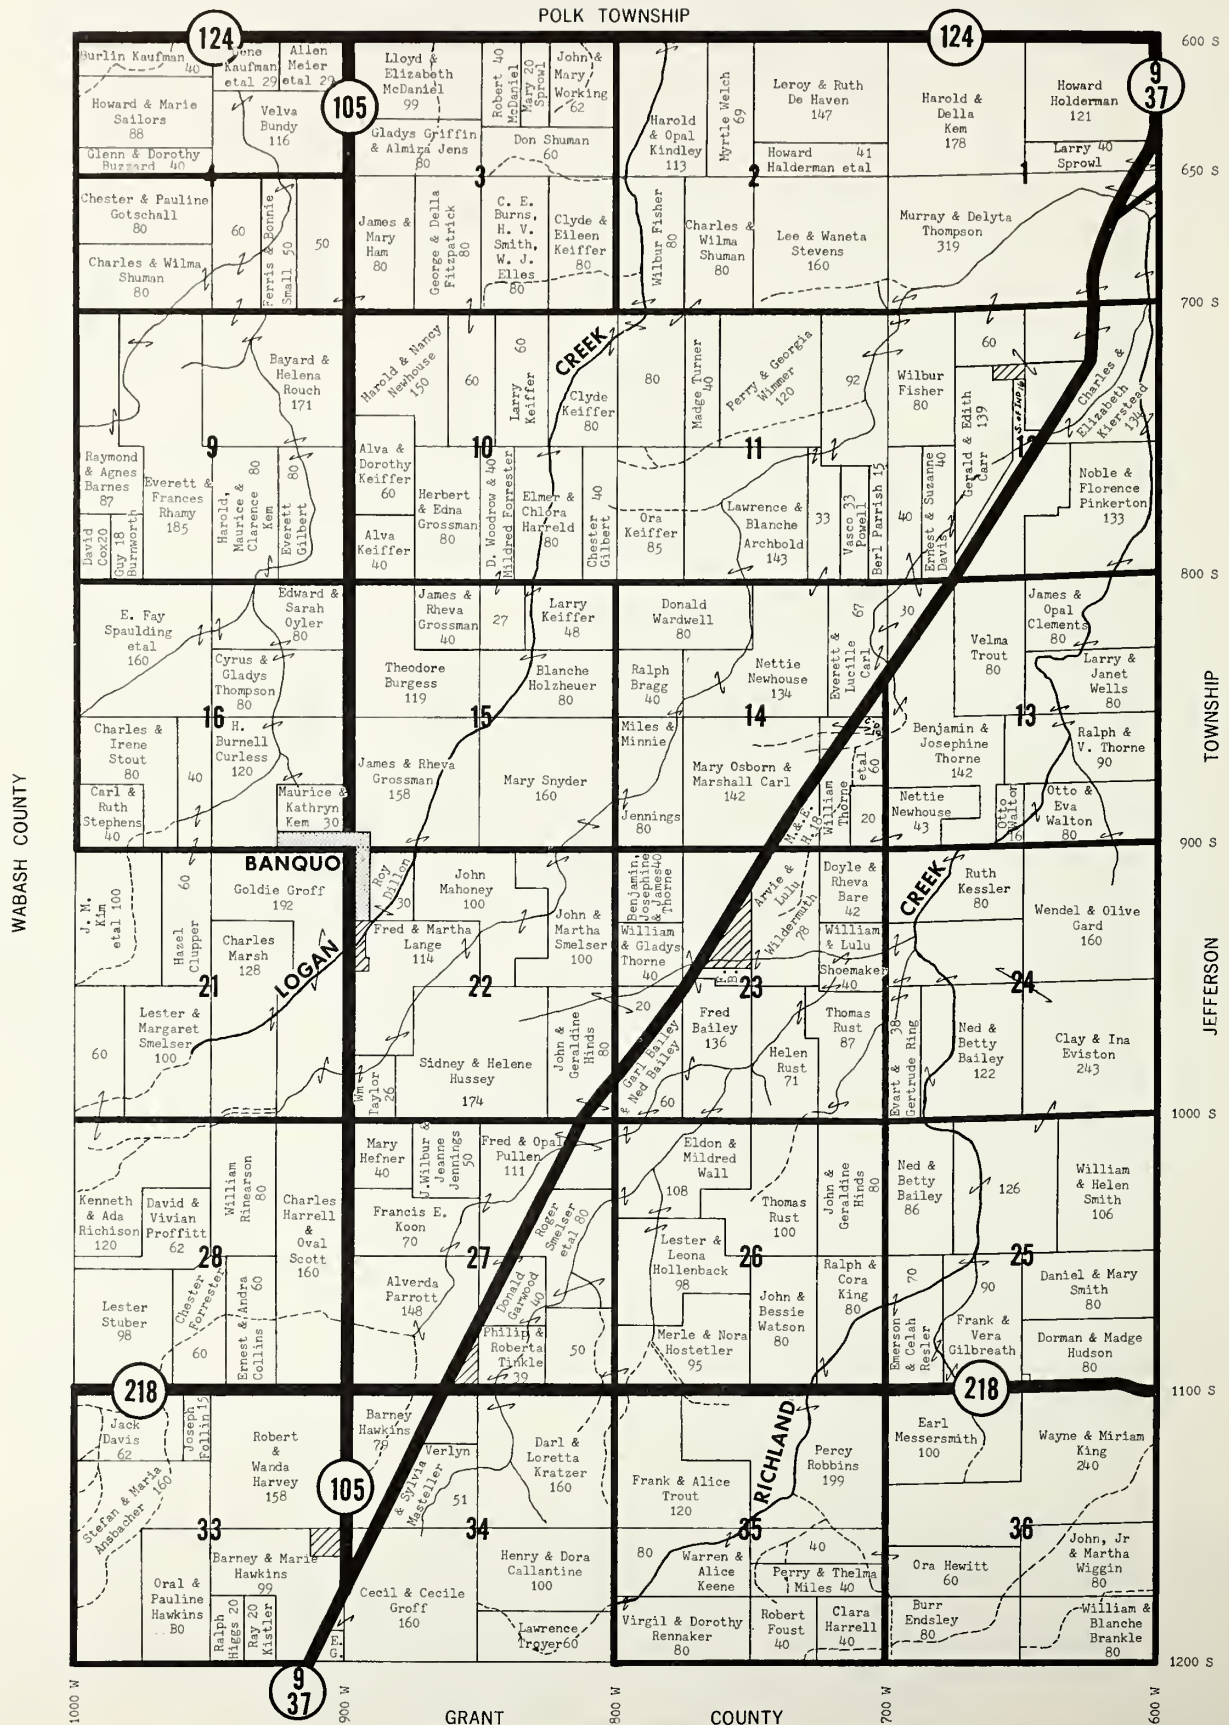 POLK TOWNSHIP
124
124
600 S
9
37
105
Burlin Kaufman
40
Kaufman
etal 29
Allen
Meier
etal 29
Howard & Marie
Sailors
88
Velva
Bundy
116
Glenn & Dorothy
Buzzard 40
4
Lloyd &
Elizabeth
McDaniel
99
Robert 40
McDaniel
Mary 20
Sprowl
John &
Mary
Working
62
Gladys Griffin
& Almira Jens
80
Don Shuman
60
3
Harold
& Opal
Kindley
113
Myrtle Welch
69
Leroy & Ruth
De Haven
147
Howard 41
Halderman etal
2
Harold &
Della
Kem
178
Howard
Holderman
121
Larry 40
Sprowl
1
650 S
Chester & Pauline
Gotschall
80
Charles & Wilma
Shuman
80
60
Ferris & Bonnie
Small 50
50
James &
Mary
Ham
80
George & Della
Fitzpatrick
80
C. E.
Burns,
H. V.
Smith,
W. J.
Elles
80
Clyde &
Eileen
Keiffer
80
Wilbur Fisher
80
Charles &
Wilma
Shuman
80
Lee & Waneta
Stevens
160
Murray & Delyta
Thompson
319
700 S
Bayard &
Helena
Rouch
171
9
Harold & Nancy
Newhouse
150
60
60
Larry
Keiffer
CREEK
Clyde
Keiffer
80
10
80
Madge Turner
40
Perry & Georgia
Wimmer
120
92
11
Wilbur
Fisher
80
60
Gerald & Edith
Carr 139
S. of IND 16
Charles &
Elizabeth
Kierstead
134
Raymond
& Agnes
Barnes
87
David
Cox20
Guy 18
Burnworth
Everett &
Frances
Rhamy
185
Harold,
Maurice &
Clarence 80
Kem
Everett 80
Gilbert
Alva &
Dorothy
Keiffer
60
Alva
Keiffer
40
Herbert
& Edna
Grossman
80
D. Woodrow & 40
Mildred Forrester
Elmer &
Chlora
Harreld
80
Chester 40
Gilbert
Ora
Keiffer
85
Lawrence &
Blanche
Archbold
143
33
Vasco 33
Powell
Berl Parrish 15
40
Ernest & Suzanne
Davis 40
Noble &
Florence
Pinkerton
133
800 S
E. Fay
Spaulding
etal
160
Edward &
Sarah
Oyler
80
Cyrus &
Gladys
Thompson
80
16
James &
Rheva
Grossman
40
27
Larry
Keiffer
48
Theodore
Burgess
119
Blanche
Holzheuer
80
15
Donald
Wardwell
80
Ralph
Bragg
40
Nettie
Newhouse
134
Everett &
Lucille
Carl 67
14
30
Velma
Trout
80
James &
Opal
Clements
80
Larry &
Janet
Wells
80
13
Charles &
Irene
Stout
80
40
H.
Burnell
Curless
120
Carl &
Ruth
Stephens
40
Maurice &
Kathryn
Kem 30
James & Rheva
Grossman
158
Mary Snyder
160
Miles &
Minnie
Jennings
80
Mary Osborn &
Marshall Carl
142
M.& E.
H.18
William
Thorne
etal
60
20
Benjamin &
Josephine
Thorne
142
Nettie
Newhouse
43
Otto
Walton
16
Ralph &
V. Thorne
90
Otto &
Eva
Walton
80
900 S
TOWNSHIP
JEFFERSON
WABASH COUNTY
BANQUO
J. M.
Kim
etal 100
60
Hazel
Clupper
Goldie Groff
192
Charles
Marsh
128
21
LOGAN
Roy
Dillon
30
John
Mahoney
100
Fred & Martha
Lange
114
John &
Martha
Smelser
100
22
Benjamin,
Josephine
& James40
Thorne
William
& Gladys
Thorne
40
Arvie &
Lulu
Wildermuth
78
F.
B.
23
Doyle &
Rheva
Bare
42
William
& Lulu
Shoemaker
40
CREEK
Ruth
Kessler
80
Wendel & Olive
Gard
160
24
60
Lester &
Margaret
Smelser
100
Wm
Taylor
26
Sidney & Helene
Hussey
174
John &
Geraldine
Hinds
80
20
Garl Bailey
& Ned Bailey
60
Fred
Bailey
136
Helen
Rust
71
Thomas
Rust
87
Evart & 38
Gertrude Ring
Ned &
Betty
Bailey
122
Clay & Ina
Eviston
243
1000 S
Kenneth
& Ada
Richison
120
David &
Vivian
Proffitt
62
William
Rinearson
80
Charles
Harrell
&
Oval
Scott
160
28
Mary
Hefner
40
J.Wilbur &
Jeanne
Jennings
50
Fred & Opal
Pullen
111
Francis E.
Koon
70
27
Roger
Smelser
etal 80
Eldon &
Mildred
Wall
108
Thomas
Rust
100
John &
Geraldine
Hinds
80
26
Ned &
Betty
Bailey
86
126
William
& Helen
Smith
106
25
Lester
Stuber
98
Chester
Forrester
60
Ernest & Andra
Collins 60
Alverda
Parrott
148
Donald
Garwood
40
Philip &
Roberta
Tinkle
39
50
Lester &
Leona
Hollenback
98
Merle & Nora
Hostetler
95
John &
Bessie
Watson
80
Ralph &
Cora
King
80
70
Emerson
& Celah
Resler
90
Frank &
Vera
Gilbreath
Daniel & Mary
Smith
80
Dorman & Madge
Hudson
80
218
218
1100 S
Jack
Davis
62
Joseph
Follin 15
Robert
&
Wanda
Harvey
158
Stefan & Maria
Ansbacher 160
33
105
Barney
Hawkins
79
Verlyn
& Sylvia
Masteller
51
Darl &
Loretta
Kratzer
160
34
Frank & Alice
Trout
120
RICHLAND
Percy
Robbins
199
35
Earl
Messersmith
100
Wayne & Miriam
King
240
36
Oral &
Pauline
Hawkins
80
Barney & Marie
Hawkins
99
Ralph
Higgs 20
Ray 20
Kistler
E.
G.
Cecil & Cecile
Groff
160
Henry & Dora
Callantine
100
Lawrence
Troyer60
80
Warren &
Alice
Keene
40
Perry & Thelma
Miles 40
Virgil & Dorothy
Rennaker
80
Robert
Foust
40
Clara
Harrell
40
Ora Hewitt
60
Burr
Endsley
80
John, Jr
& Martha
Wiggin
80
William &
Blanche
Brankle
80
1200 S
9
37
1000 W
900 W
800 W
700 W
600 W
GRANT COUNTY